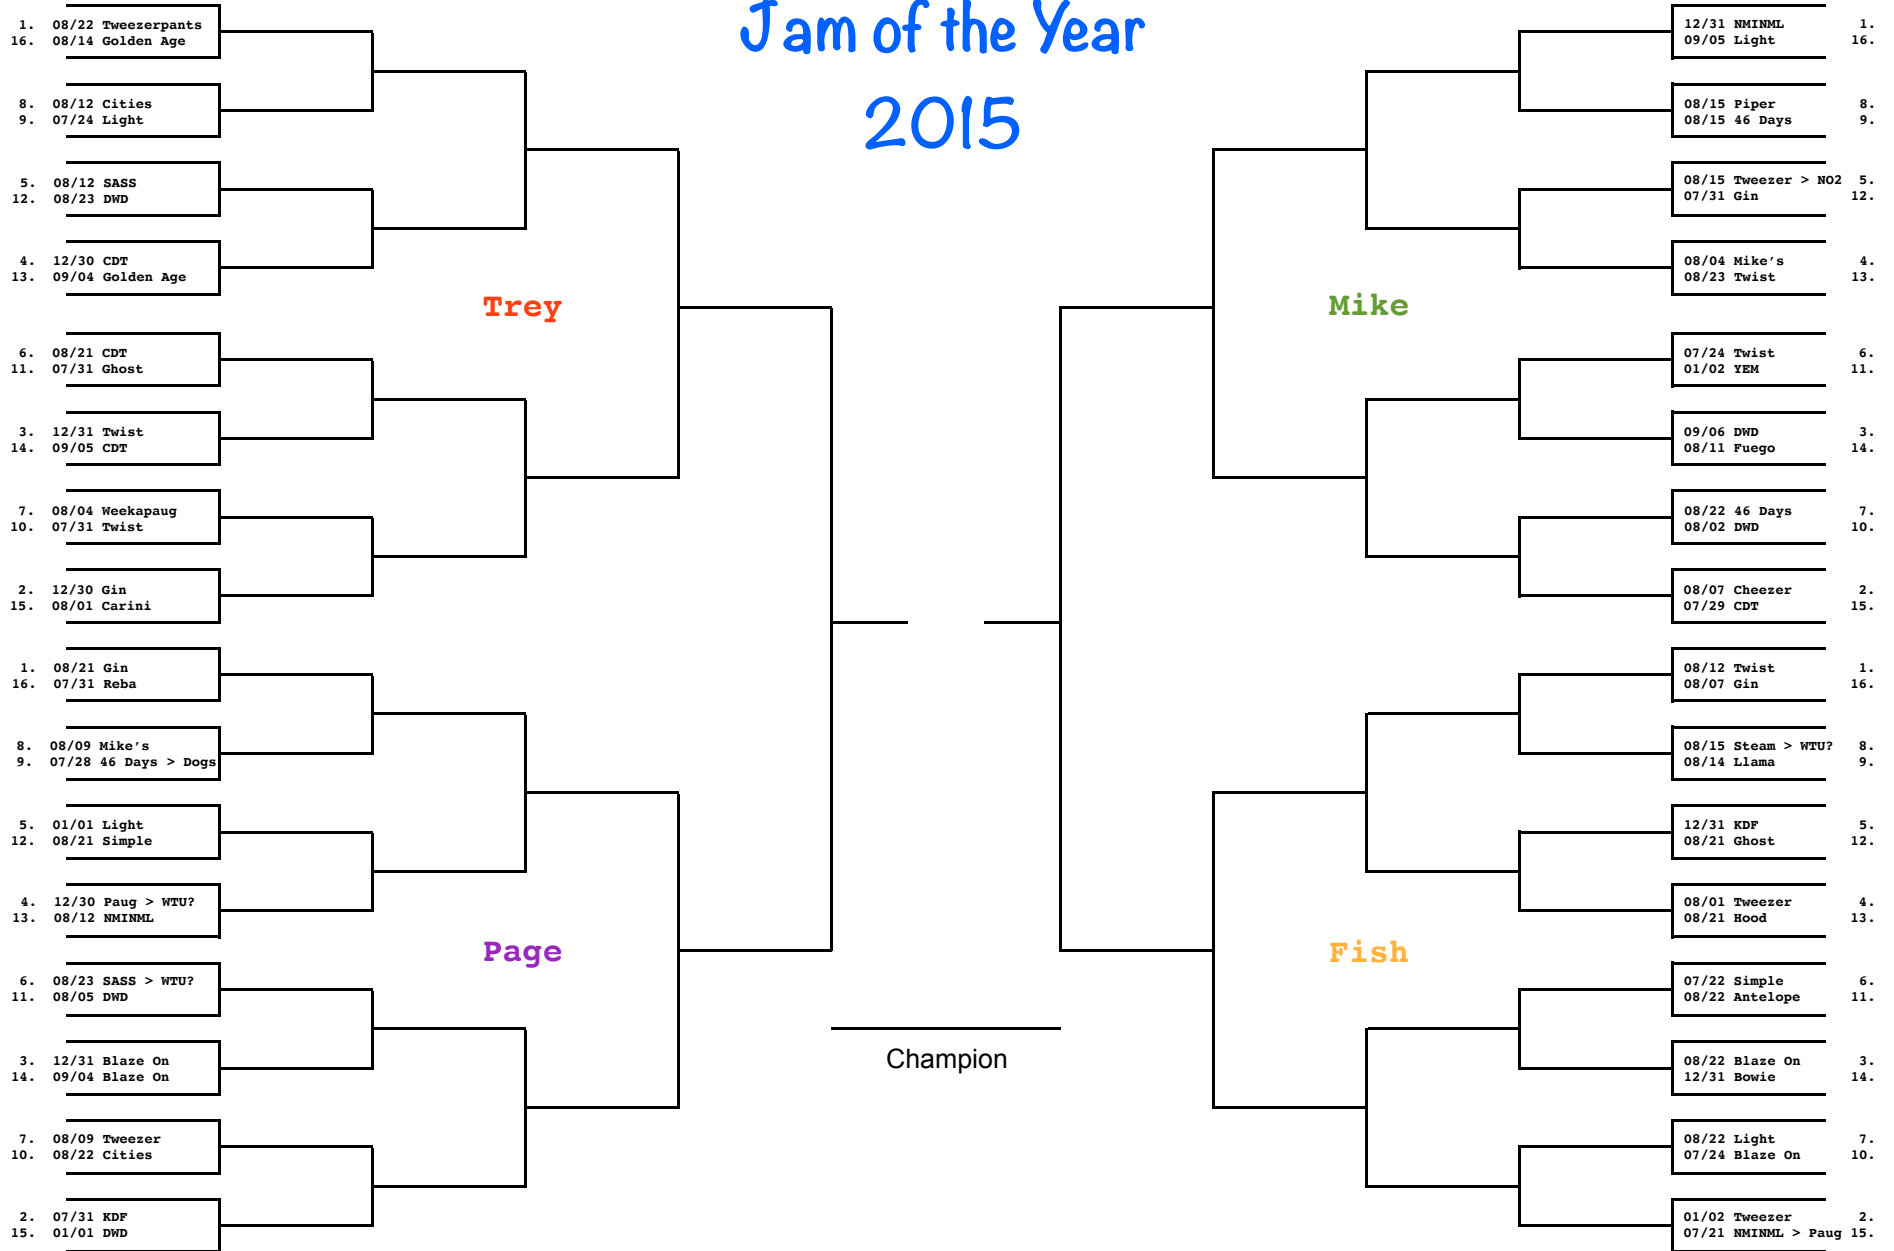 Jam of the Year
2015
1. 08/22 Tweezerpants
16. 08/14 Golden Age
8. 08/12 Cities
9. 07/24 Light
5. 08/12 SASS
12. 08/23 DWD
4. 12/30 CDT
13. 09/04 Golden Age
Trey
6. 08/21 CDT
11. 07/31 Ghost
3. 12/31 Twist
14. 09/05 CDT
7. 08/04 Weekapaug
10. 07/31 Twist
2. 12/30 Gin
15. 08/01 Carini
1. 08/21 Gin
16. 07/31 Reba
8. 08/09 Mike's
9. 07/28 46 Days > Dogs
5. 01/01 Light
12. 08/21 Simple
4. 12/30 Paug > WTU?
13. 08/12 NMINML
Page
6. 08/23 SASS > WTU?
11. 08/05 DWD
3. 12/31 Blaze On
14. 09/04 Blaze On
7. 08/09 Tweezer
10. 08/22 Cities
2. 07/31 KDF
15. 01/01 DWD
Champion
12/31 NMINML 1.
09/05 Light 16.
08/15 Piper 8.
08/15 46 Days 9.
08/15 Tweezer > NO2 5.
07/31 Gin 12.
08/04 Mike's 4.
08/23 Twist 13.
Mike
07/24 Twist 6.
01/02 YEM 11.
09/06 DWD 3.
08/11 Fuego 14.
08/22 46 Days 7.
08/02 DWD 10.
08/07 Cheezer 2.
07/29 CDT 15.
08/12 Twist 1.
08/07 Gin 16.
08/15 Steam > WTU? 8.
08/14 Llama 9.
12/31 KDF 5.
08/21 Ghost 12.
08/01 Tweezer 4.
08/21 Hood 13.
Fish
07/22 Simple 6.
08/22 Antelope 11.
08/22 Blaze On 3.
12/31 Bowie 14.
08/22 Light 7.
07/24 Blaze On 10.
01/02 Tweezer 2.
07/21 NMINML > Paug 15.